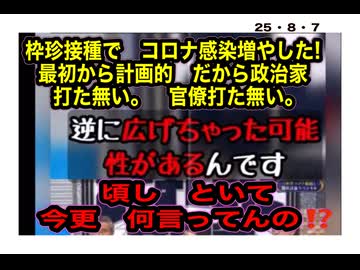 25・8・7
枠珍接種で　コロナ感染増やした!
最初から計画的　だから政治家
打た無い。　官僚打た無い。
逆に広げちゃった可能
性があるんです
頃し　といて
今更　何言ってんの⁉